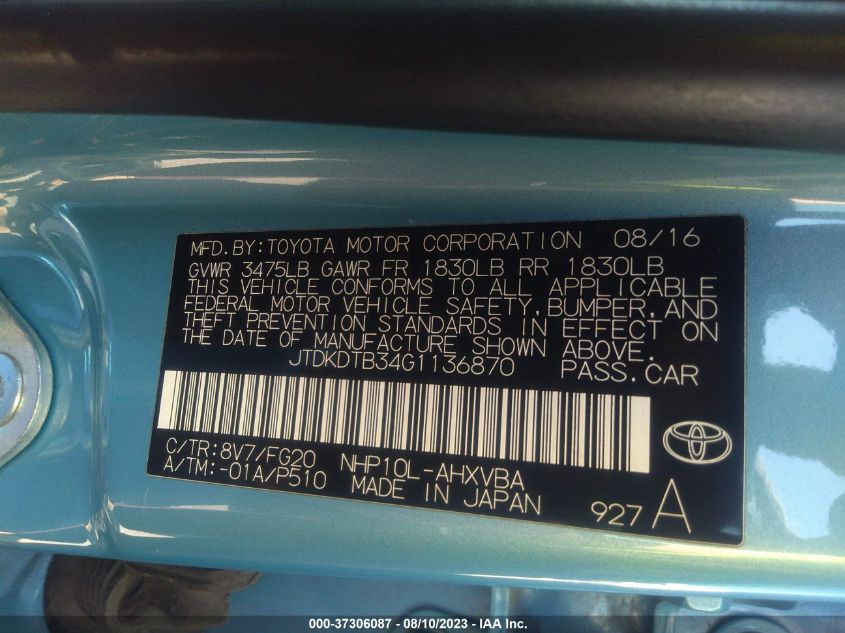 MFD.BY:TOYOTA MOTOR CORPORATION 08/16
GVWR 3475LB GAWR FR 1830LB RR 1830LB
THIS VEHICLE CONFORMS TO ALL APPLICABLE
FEDERAL MOTOR VEHICLE SAFETY,BUMPER,AND
THEFT PREVENTION STANDARDS IN EFFECT ON
THE DATE OF MANUFACTURE SHOWN ABOVE.
JTDKDTB34G1136870 PASS.CAR
C/TR:8V7/FG20 NHP10L-AHXVBA
A/TM:-01A/P510 MADE IN JAPAN
927 A
000-37306087 - 08/10/2023 - IAA Inc.